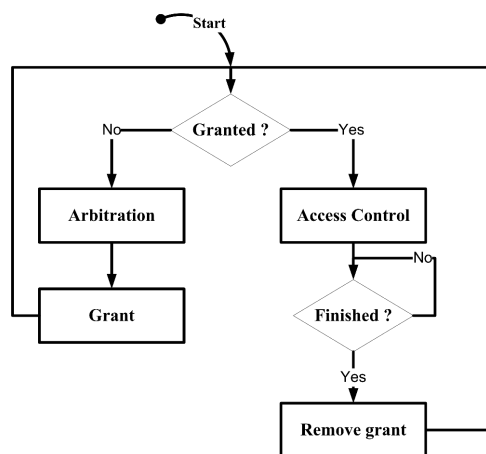 Start
Granted ?
No
Yes
Arbitration
Access Control
No
Grant
Finished ?
Yes
Remove grant